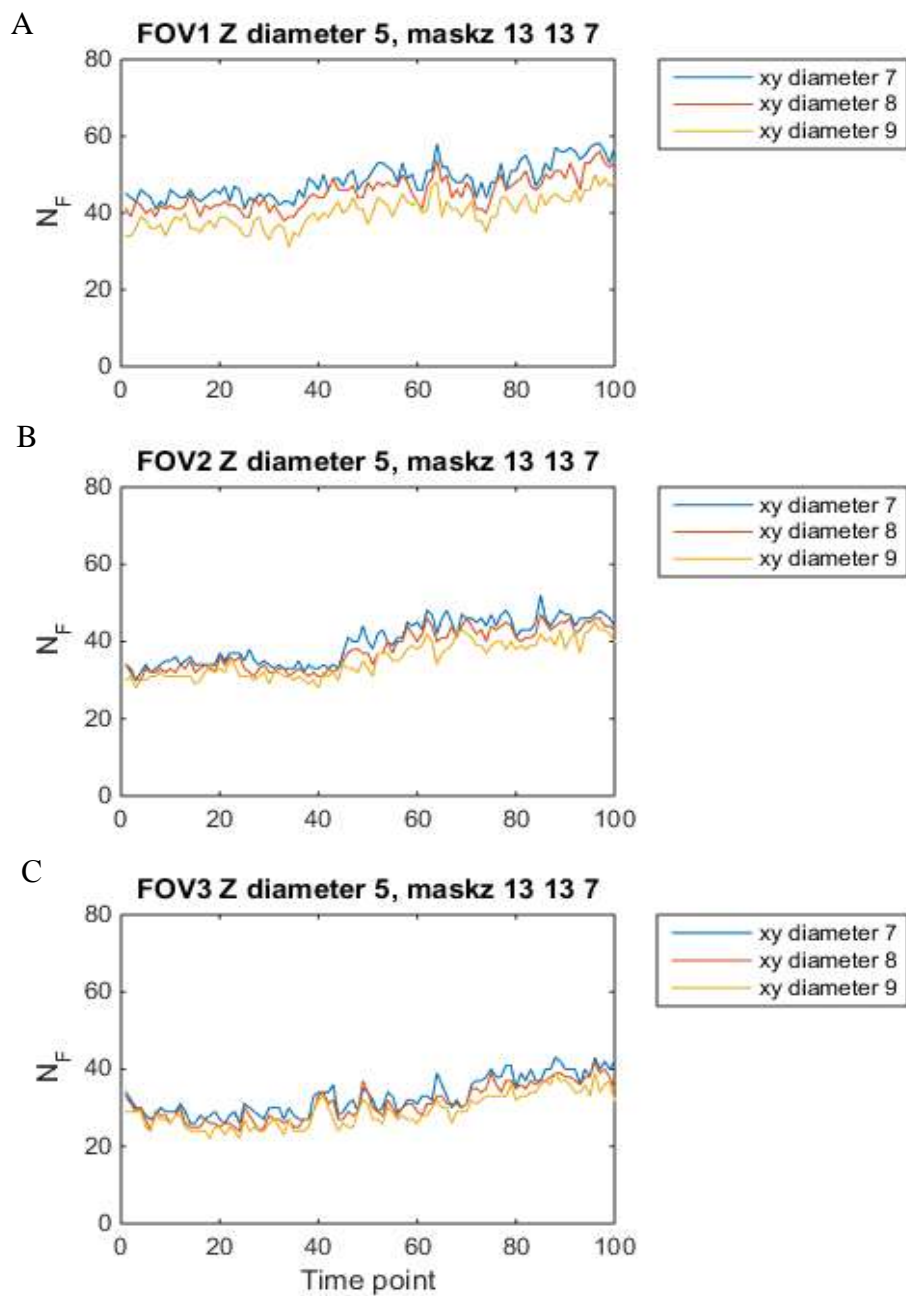 A
FOV1 Z diameter 5, maskz 13 13 7
80
60
40
20
0
N_F
0 20 40 60 80 100
xy diameter 7
xy diameter 8
xy diameter 9
B
FOV2 Z diameter 5, maskz 13 13 7
80
60
40
20
0
N_F
0 20 40 60 80 100
xy diameter 7
xy diameter 8
xy diameter 9
C
FOV3 Z diameter 5, maskz 13 13 7
80
60
40
20
0
N_F
0 20 40 60 80 100
Time point
xy diameter 7
xy diameter 8
xy diameter 9